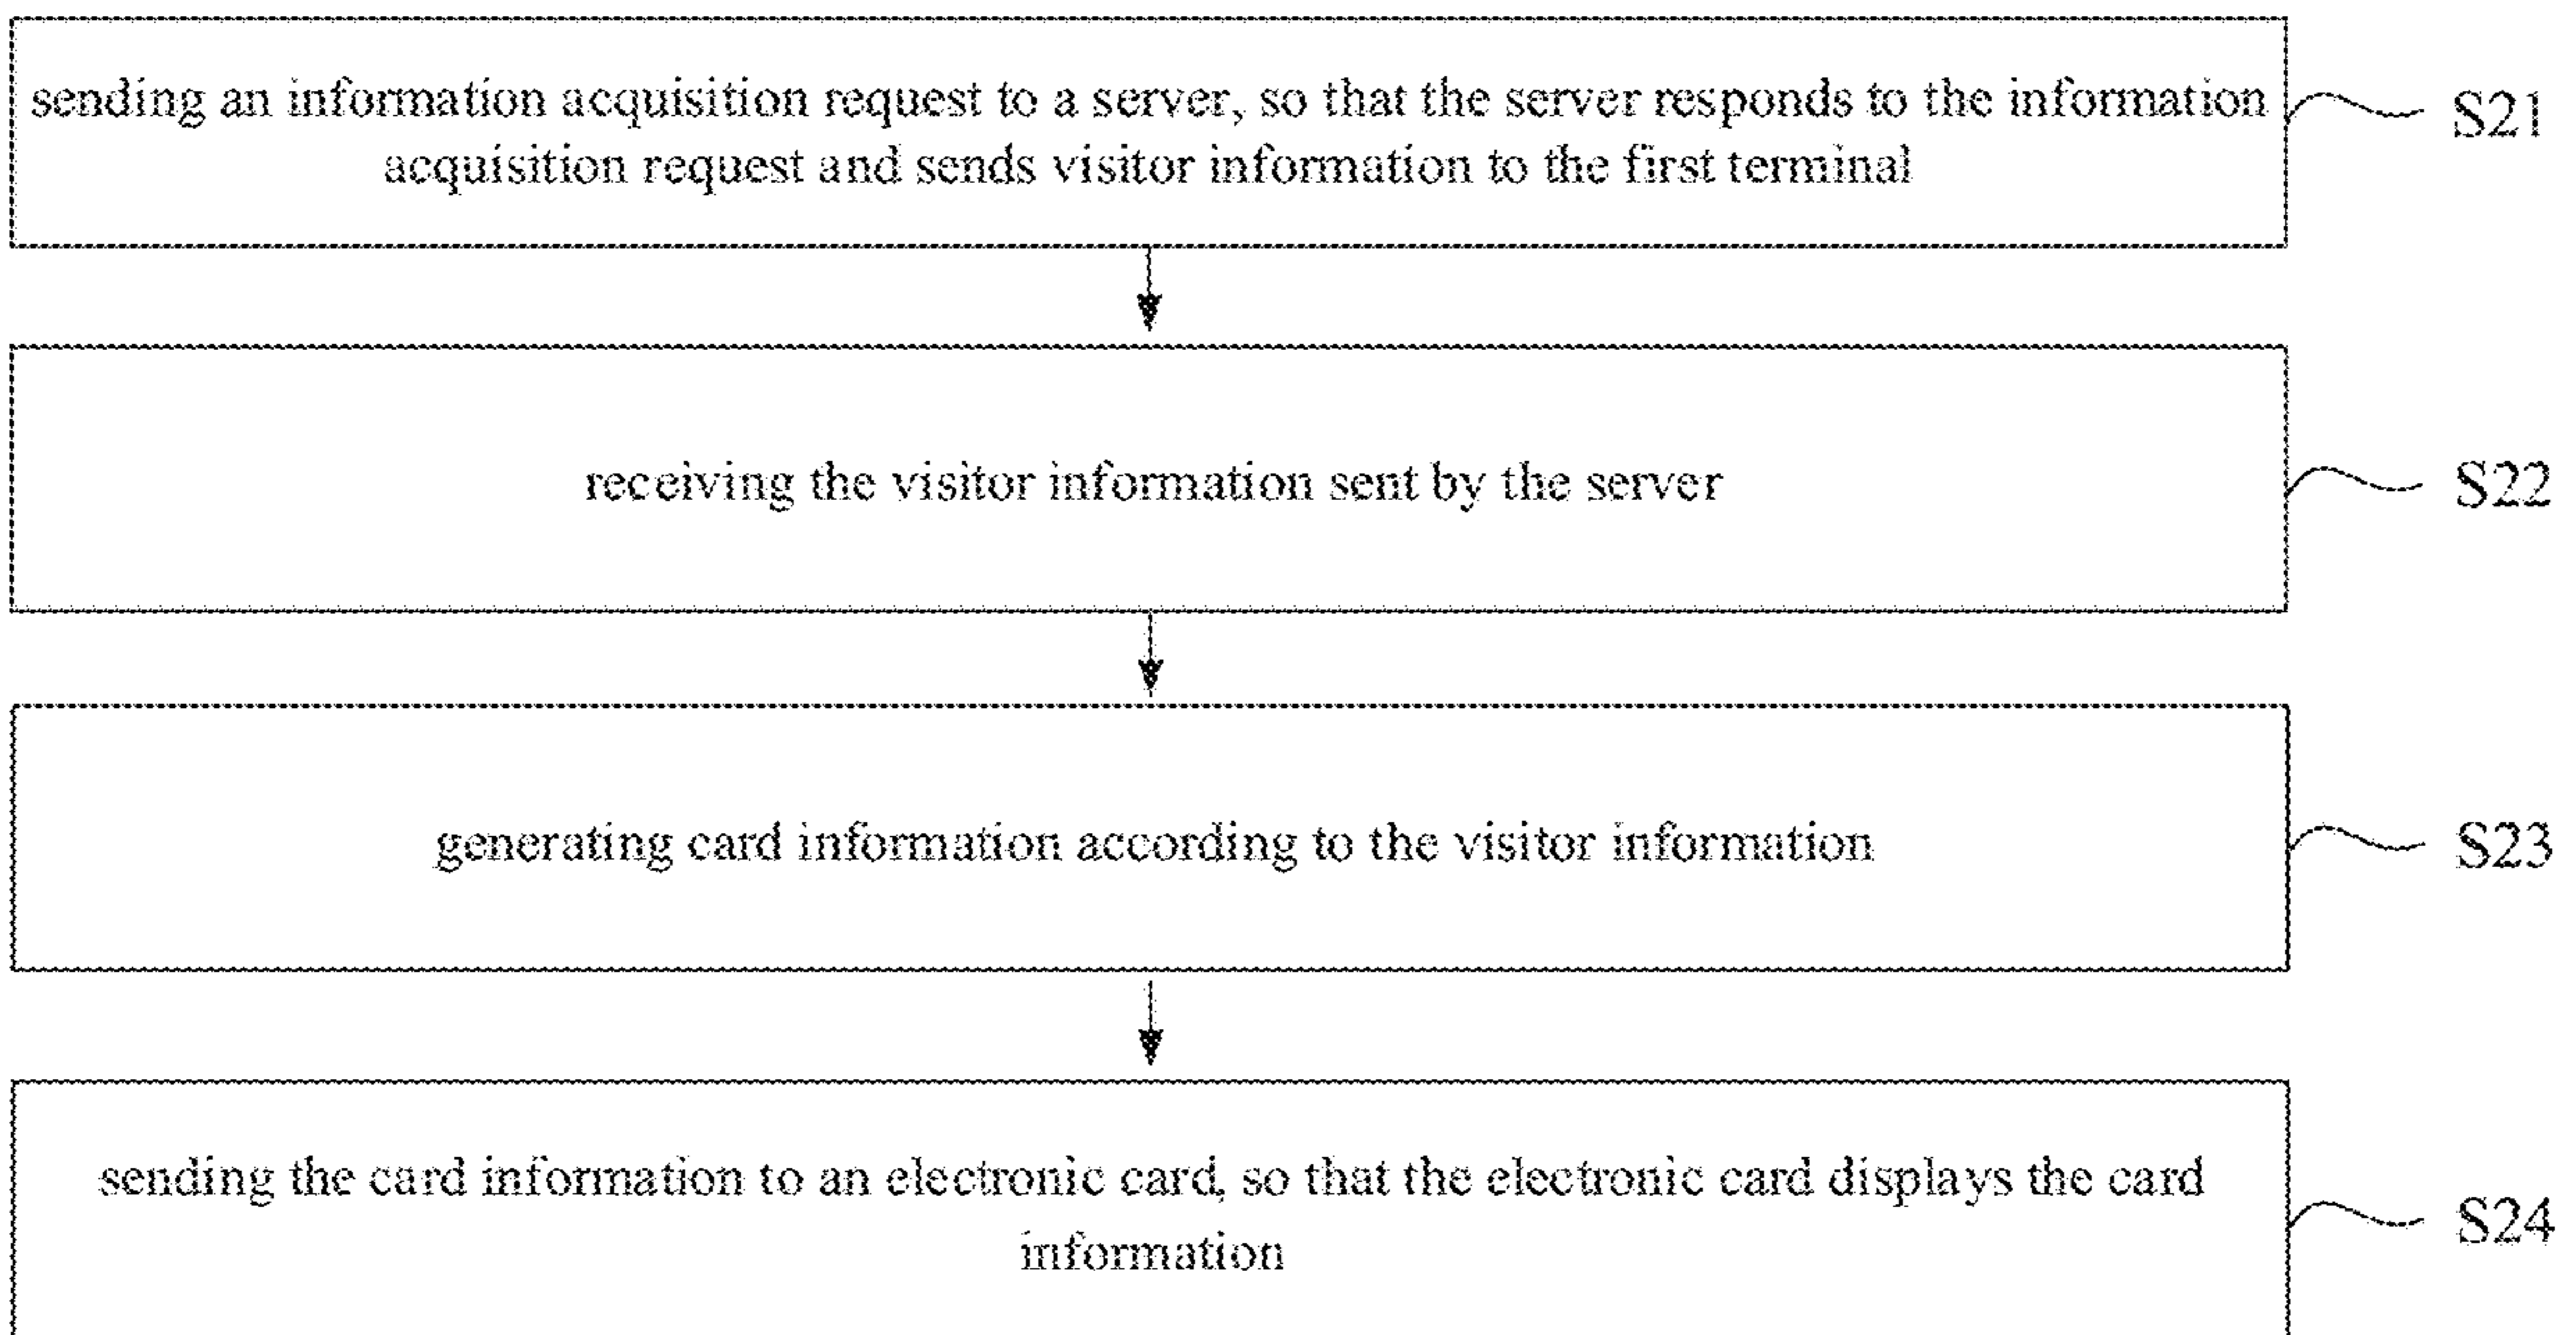 sending an information acquisition request to a server, so that the server responds to the information
acquisition request and sends visitor information to the first terminal
S21
receiving the visitor information sent by the server
S22
generating card information according to the visitor information
S23
sending the card information to an electronic card, so that the electronic card displays the card
information
S24